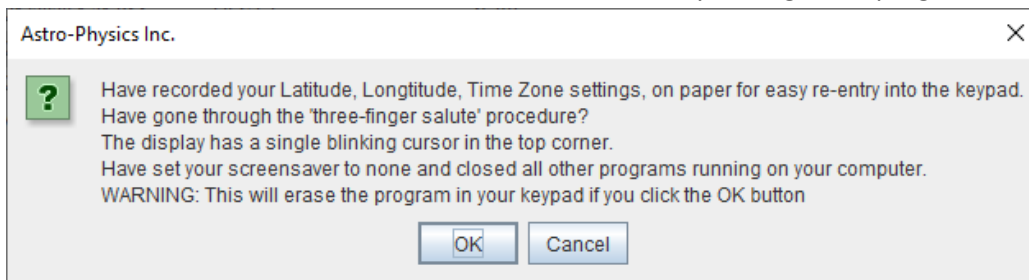 Astro-Physics Inc.
?
Have recorded your Latitude, Longtitude, Time Zone settings, on paper for easy re-entry into the keypad.
Have gone through the 'three-finger salute' procedure?
The display has a single blinking cursor in the top corner.
Have set your screensaver to none and closed all other programs running on your computer.
WARNING: This will erase the program in your keypad if you click the OK button
OK Cancel